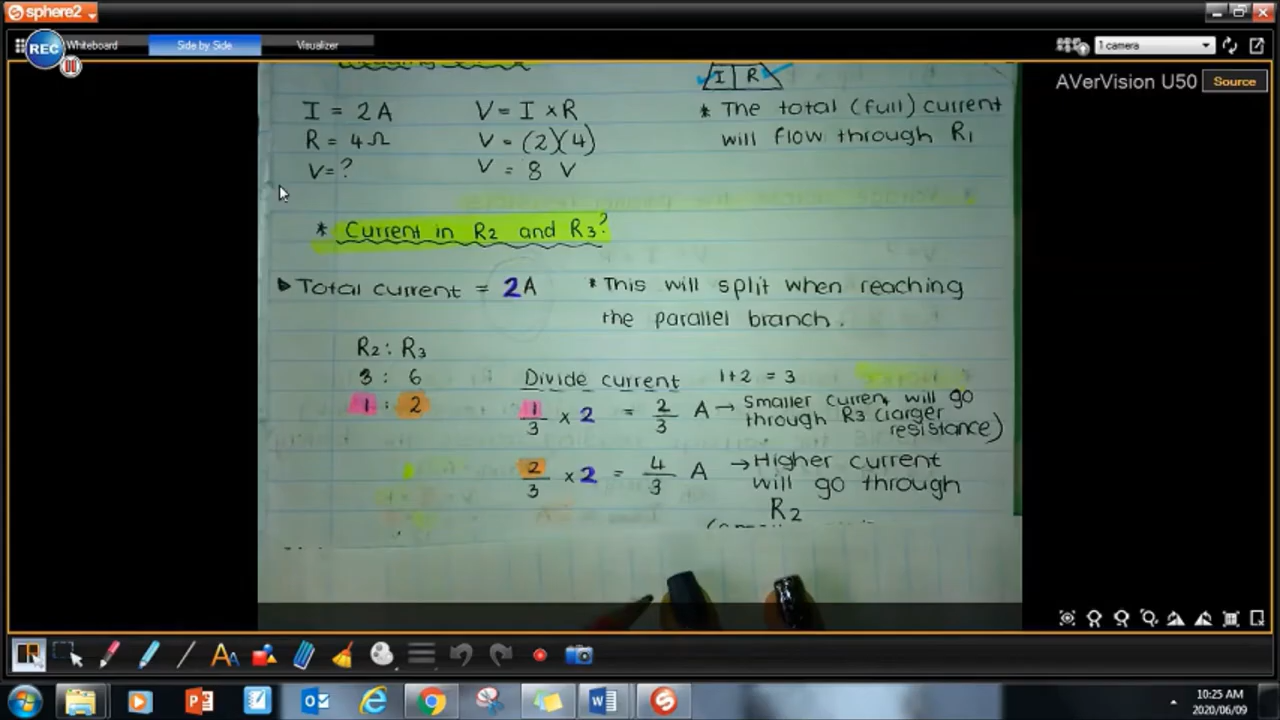 sphere2
REC
Whiteboard
Side by Side
Visualizer
1 camera
AVerVision U50
Source
I R
I = 2A
V = I × R
* The total (full) current
R = 4Ω
V = (2)(4)
will flow through R1
V = ?
V = 8 V
* Current in R2 and R3?
Total current = 2A
* This will split when reaching
the parallel branch.
R2 : R3
3 : 6
Divide current 1+2 = 3
1 : 2
1/3 × 2 = 2/3 A → Smaller current will go
through R3 (larger
resistance)
2/3 × 2 = 4/3 A → Higher current
will go through
R2
10:25 AM
2020/06/09